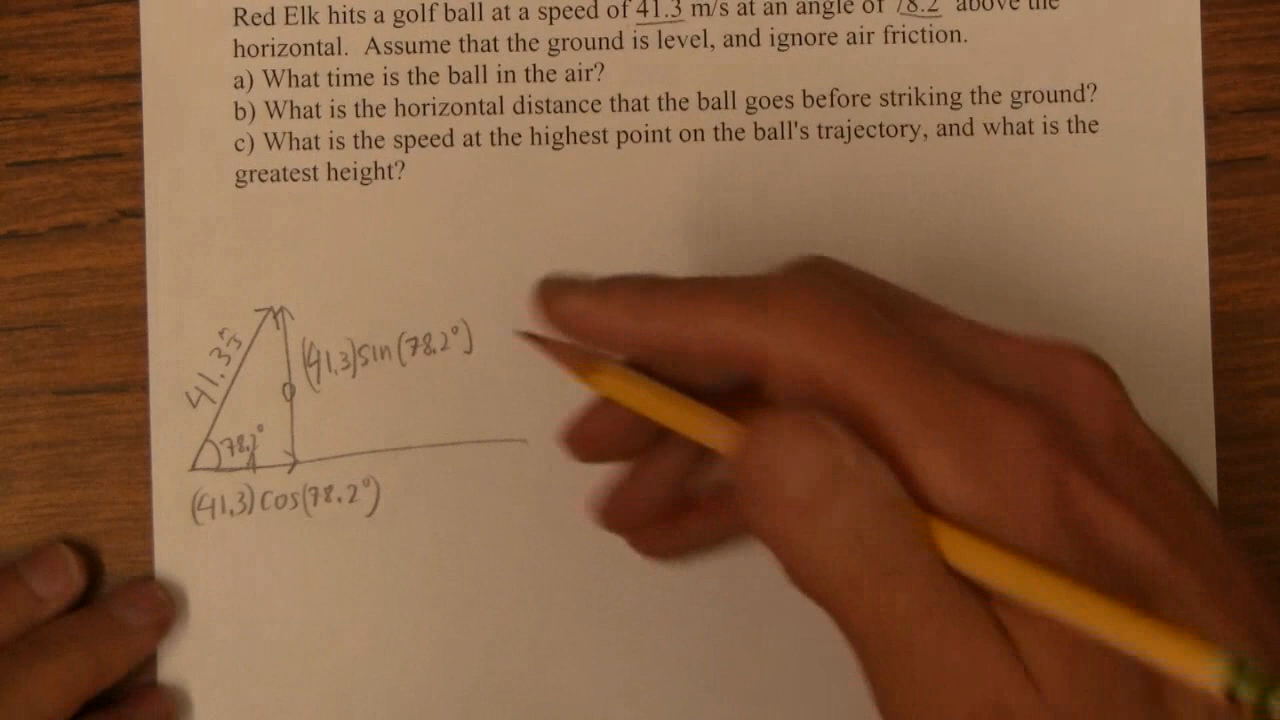 Red Elk hits a golf ball at a speed of 41.3 m/s at an angle of 78.2° above the
horizontal. Assume that the ground is level, and ignore air friction.
a) What time is the ball in the air?
b) What is the horizontal distance that the ball goes before striking the ground?
c) What is the speed at the highest point on the ball's trajectory, and what is the
greatest height?
41.3 m/s
(41.3)sin(78.2°)
78.2°
(41.3)cos(78.2°)